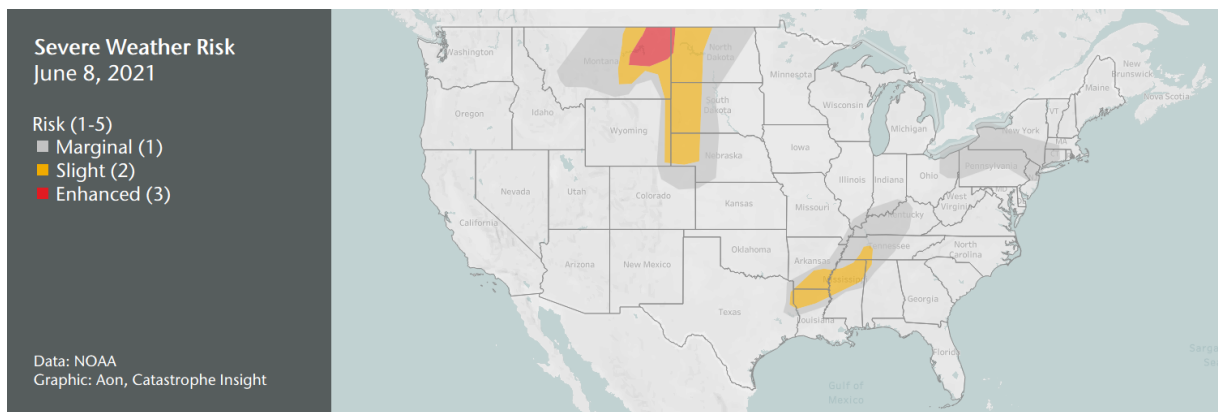 Severe Weather Risk
June 8, 2021
Risk (1-5)
Marginal (1)
Slight (2)
Enhanced (3)
Data: NOAA
Graphic: Aon, Catastrophe Insight
Washington
Montana
North
Dakota
Minnesota
New
Brunswick
Nova Scotia
Maine
VT
Oregon
Idaho
South
Dakota
Wisconsin
Michigan
New York
MA
Wyoming
Iowa
Nebraska
Pennsylvania
Ohio
Illinois
Indiana
Nevada
Utah
Colorado
Kansas
Missouri
West
Virginia
Kentucky
California
Arizona
New Mexico
Oklahoma
Arkansas
Tennessee
North
Carolina
Mississippi
Georgia
Texas
Louisiana
Florida
Gulf of
Mexico